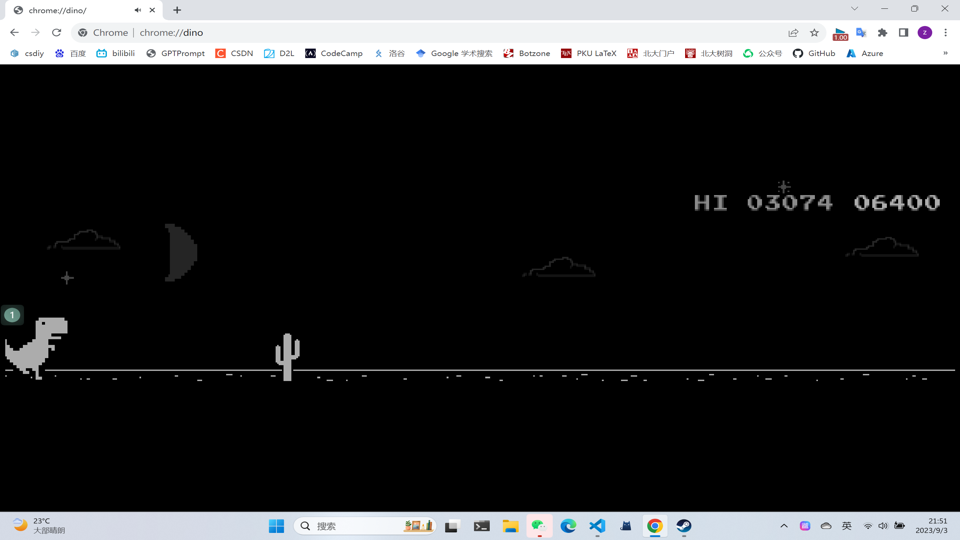 chrome://dino/
Chrome | chrome://dino
1.00
z
csdiy 百度 bilibili GPTPrompt CSDN D2L CodeCamp 洛谷 Google 学术搜索 Botzone PKU LaTeX 北大门户 北大树洞 公众号 GitHub Azure »
HI 03074 06400
1
23°C
大部晴朗
搜索
英
21:51
2023/9/3